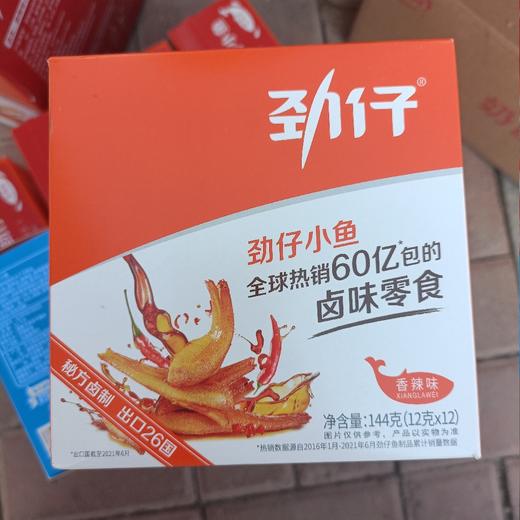 劲仔®
劲仔小鱼
全球热销60亿*包的
卤味零食
秘方卤制 出口26国
香辣味
XIANGLAWEI
净含量:144克(12克x12)
图片仅供参考，产品以实物为准
*出口国截至2021年6月
*热销数据源自2016年1月-2021年6月劲仔鱼制品累计销量数据